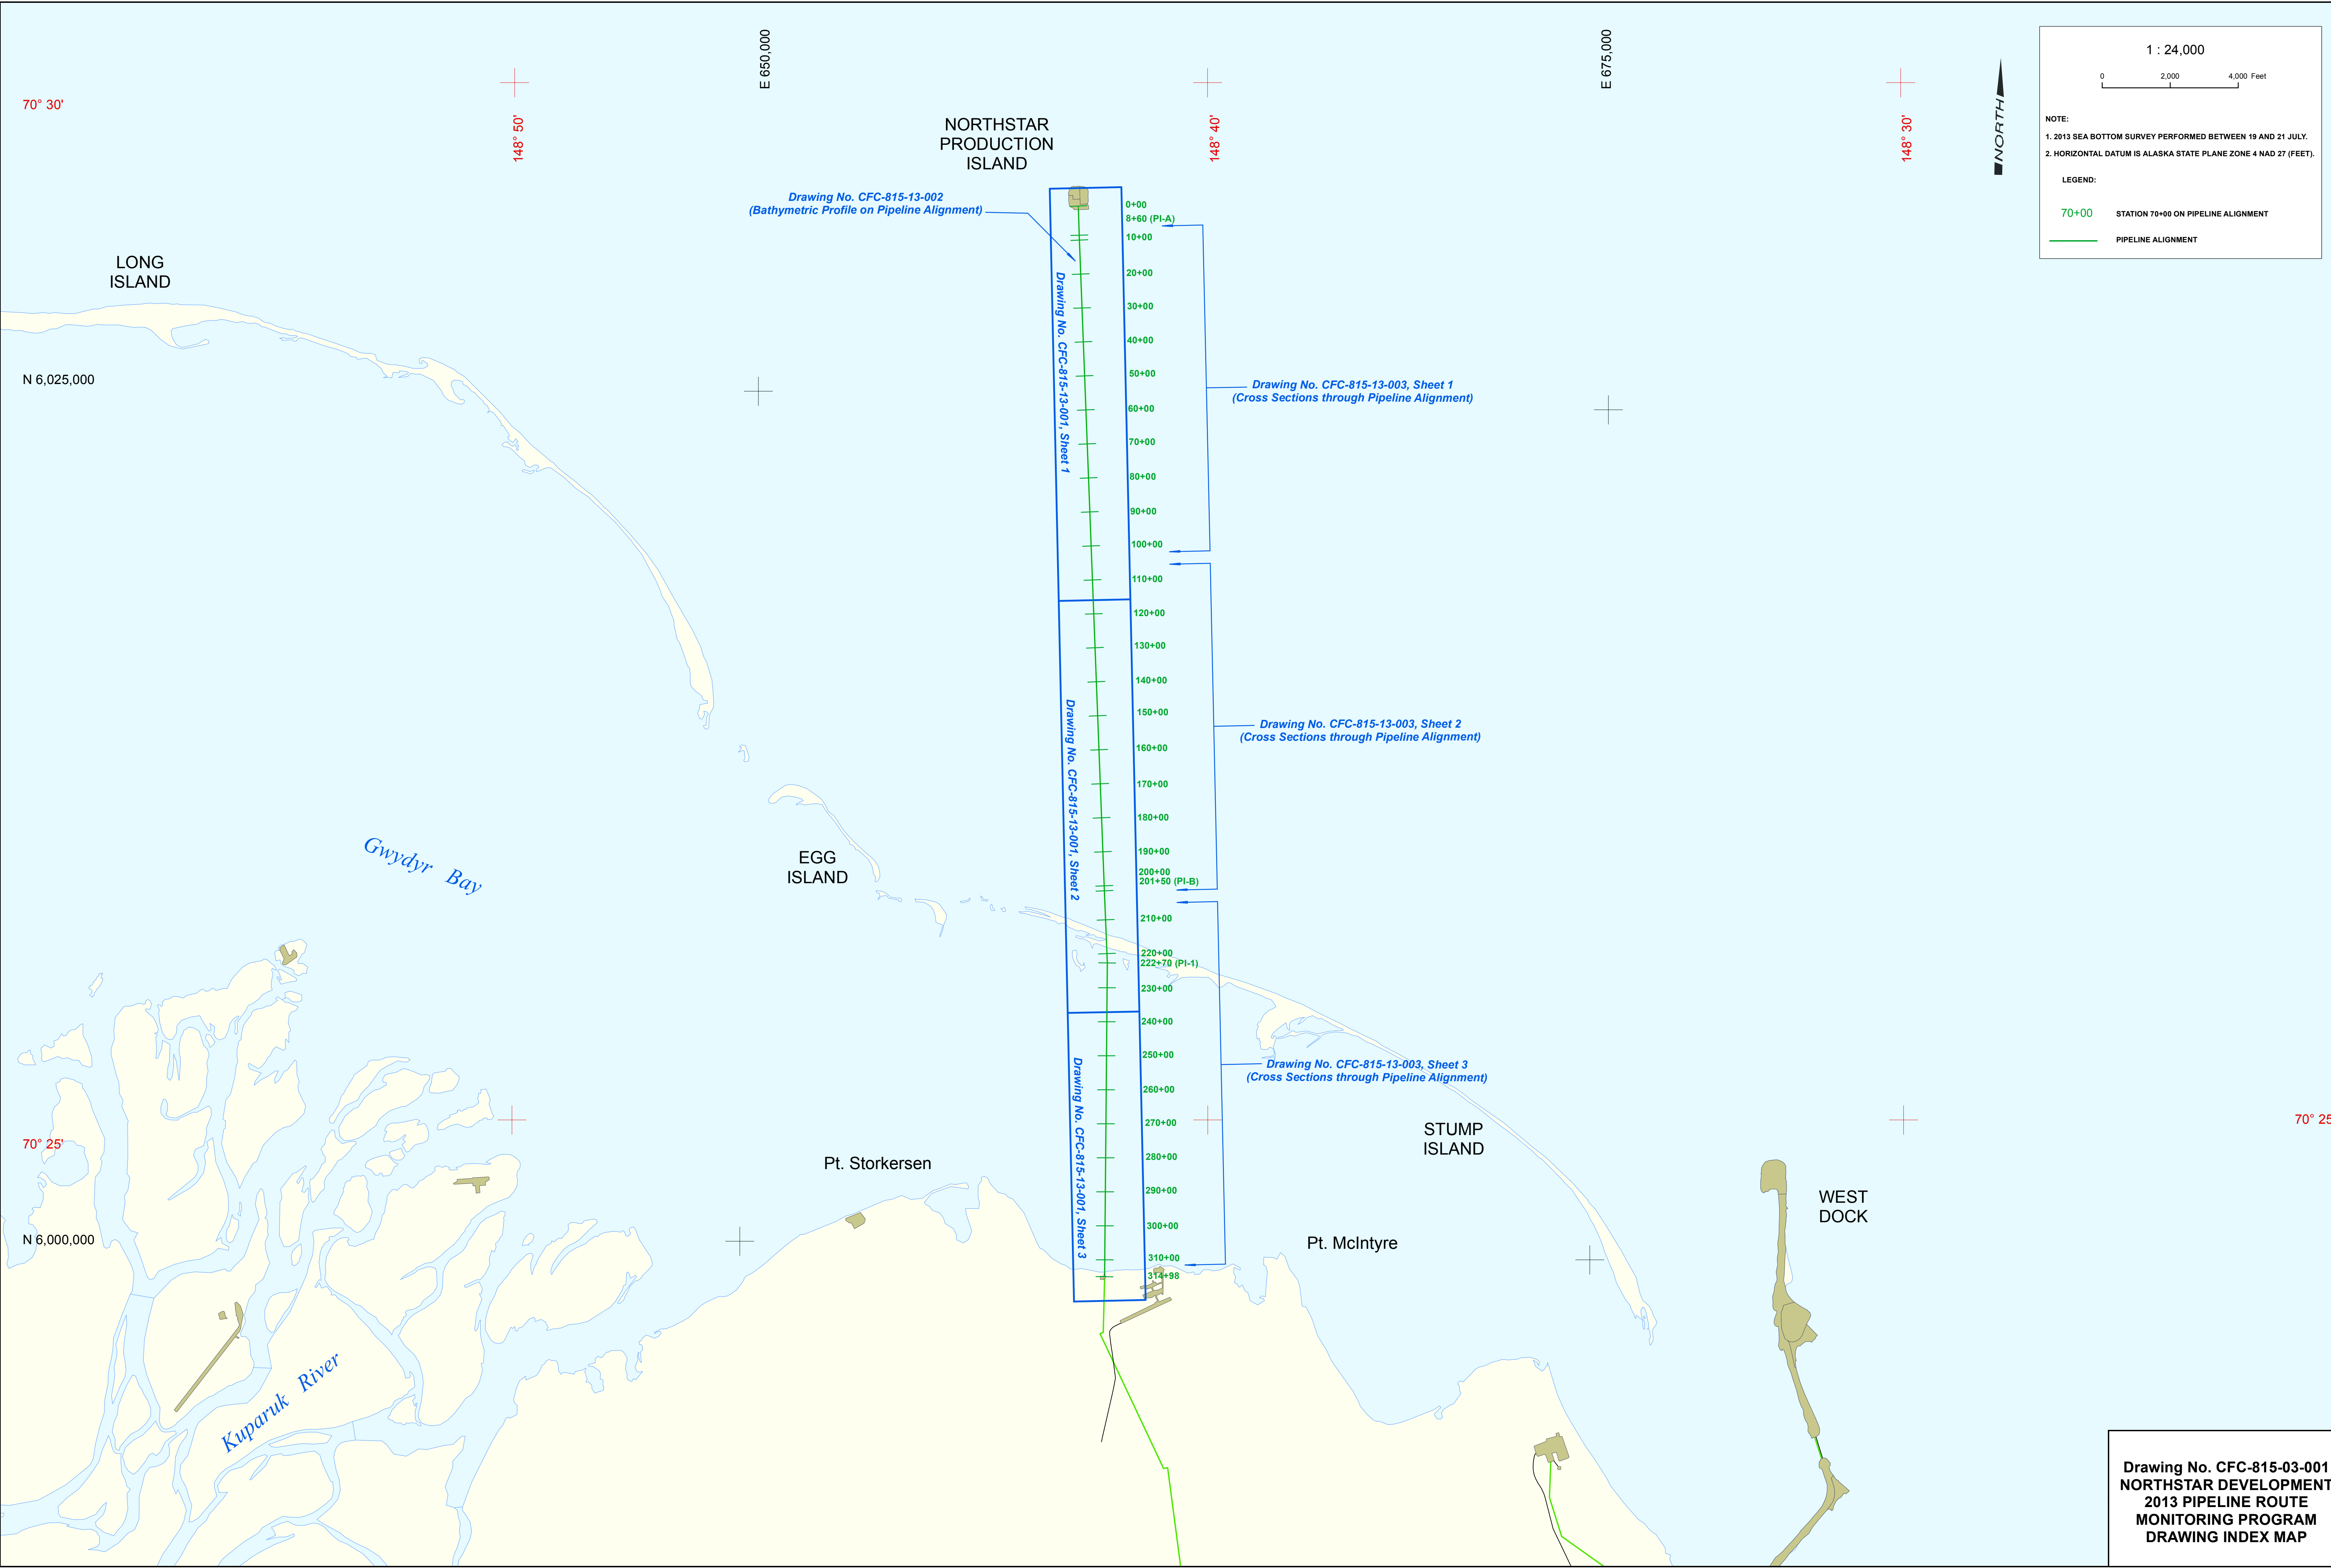 E 650,000
E 675,000
1 : 24,000
0 2,000 4,000 Feet
NOTE:
1. 2013 SEA BOTTOM SURVEY PERFORMED BETWEEN 19 AND 21 JULY.
2. HORIZONTAL DATUM IS ALASKA STATE PLANE ZONE 4 NAD 27 (FEET).
LEGEND:
70+00 STATION 70+00 ON PIPELINE ALIGNMENT
PIPELINE ALIGNMENT
NORTH
70° 30'
148° 50'
148° 40'
148° 30'
NORTHSTAR
PRODUCTION
ISLAND
Drawing No. CFC-815-13-002
(Bathymetric Profile on Pipeline Alignment)
0+00
8+60 (PI-A)
10+00
20+00
30+00
40+00
50+00
60+00
70+00
80+00
90+00
100+00
110+00
120+00
130+00
140+00
150+00
160+00
170+00
180+00
190+00
200+00
201+50 (PI-B)
210+00
220+00
222+70 (PI-1)
230+00
240+00
250+00
260+00
270+00
280+00
290+00
300+00
310+00
314+98
Drawing No. CFC-815-13-001, Sheet 1
Drawing No. CFC-815-13-001, Sheet 2
Drawing No. CFC-815-13-001, Sheet 3
Drawing No. CFC-815-13-003, Sheet 1
(Cross Sections through Pipeline Alignment)
Drawing No. CFC-815-13-003, Sheet 2
(Cross Sections through Pipeline Alignment)
Drawing No. CFC-815-13-003, Sheet 3
(Cross Sections through Pipeline Alignment)
LONG
ISLAND
N 6,025,000
Gwydyr Bay
EGG
ISLAND
STUMP
ISLAND
70° 25'
70° 25
Pt. Storkersen
WEST
DOCK
N 6,000,000
Pt. McIntyre
Kuparuk River
Drawing No. CFC-815-03-001
NORTHSTAR DEVELOPMENT
2013 PIPELINE ROUTE
MONITORING PROGRAM
DRAWING INDEX MAP